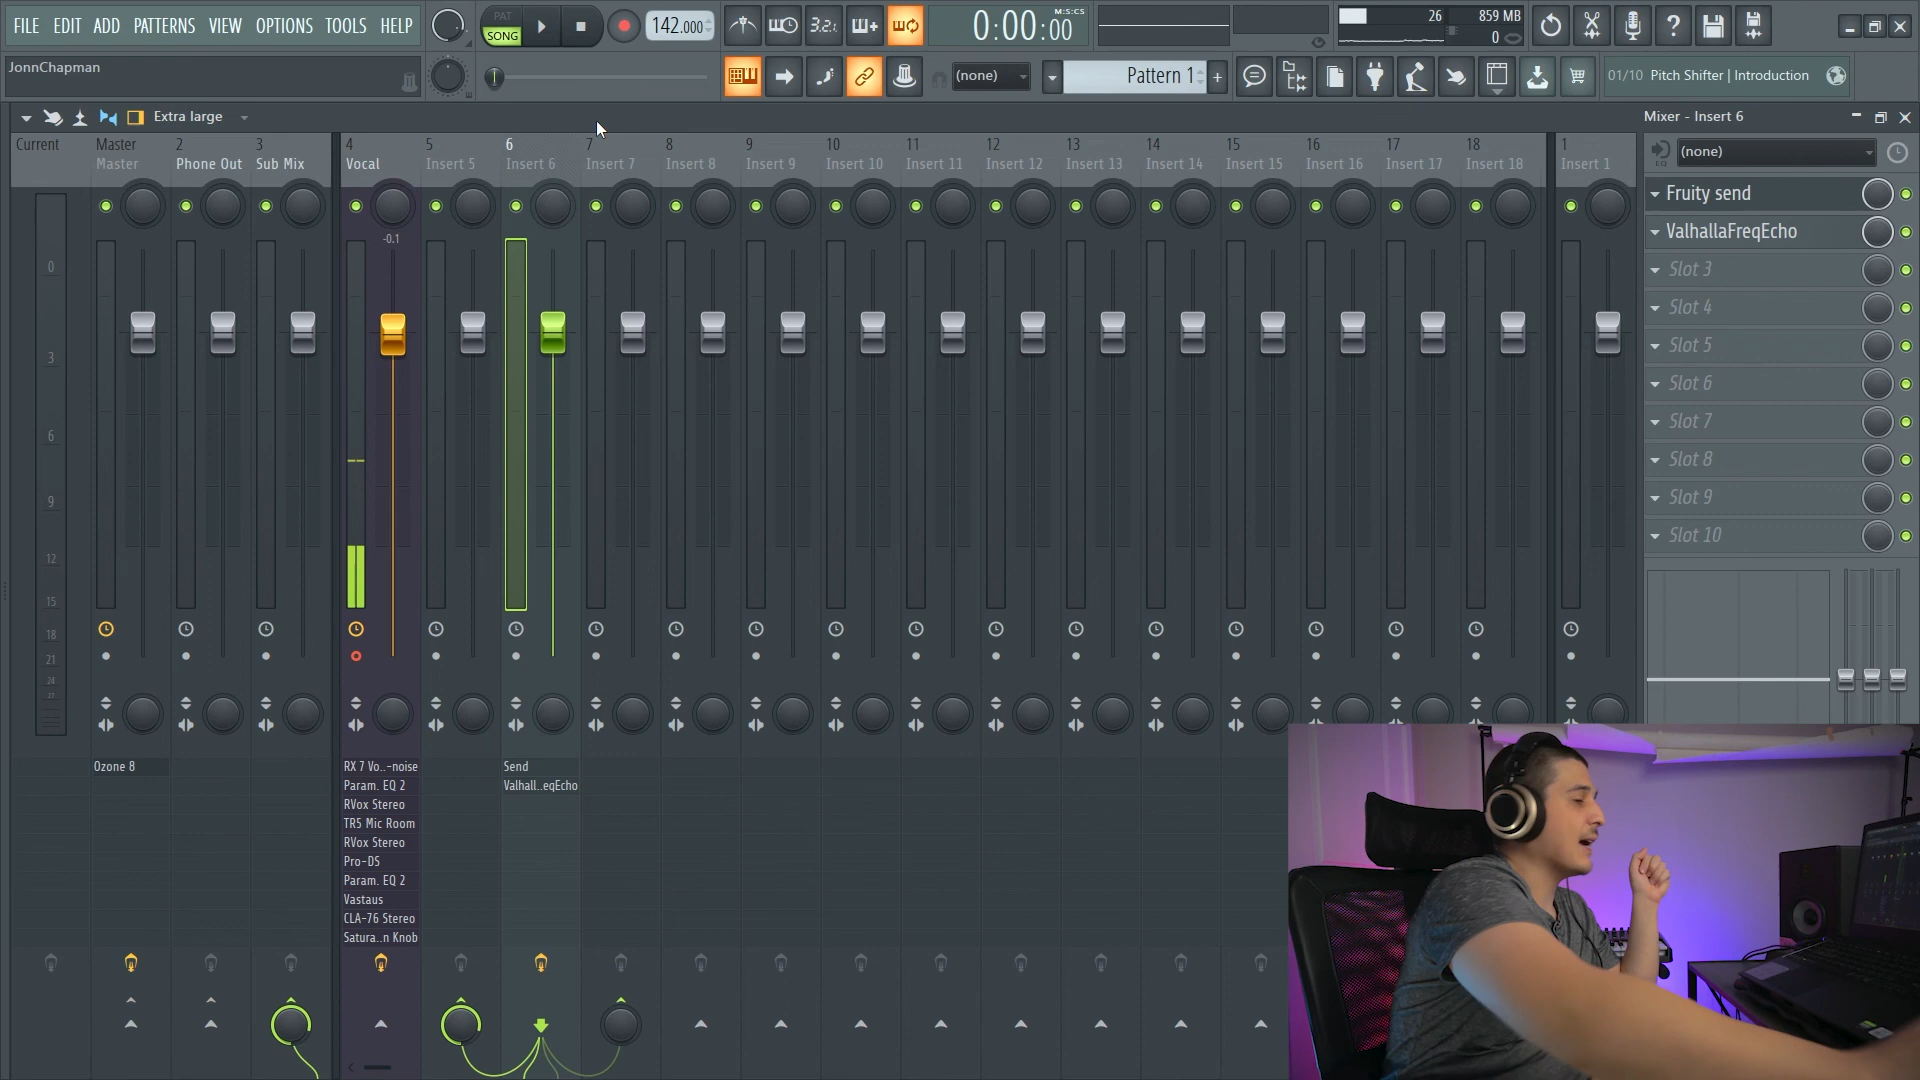 FILE EDIT ADD PATTERNS VIEW OPTIONS TOOLS HELP
PAT
SONG
142.000
3.2.1
0:00:00
M:S:CS
26
859 MB
0
JonnChapman
(none)
Pattern 1
01/10 Pitch Shifter | Introduction
Extra large
Mixer - Insert 6
Current
Master
Master
2
Phone Out
3
Sub Mix
4
Vocal
5
Insert 5
6
Insert 6
7
Insert 7
8
Insert 8
9
Insert 9
10
Insert 10
11
Insert 11
12
Insert 12
13
Insert 13
14
Insert 14
15
Insert 15
16
Insert 16
17
Insert 17
18
Insert 18
1
Insert 1
-0.1
0
3
6
9
12
15
18
21
24
27
EQ
(none)
Fruity send
ValhallaFreqEcho
Slot 3
Slot 4
Slot 5
Slot 6
Slot 7
Slot 8
Slot 9
Slot 10
Ozone 8
RX 7 Vo..-noise
Param. EQ 2
RVox Stereo
TR5 Mic Room
RVox Stereo
Pro-DS
Param. EQ 2
Vastaus
CLA-76 Stereo
Satura..n Knob
Send
Valhall..eqEcho